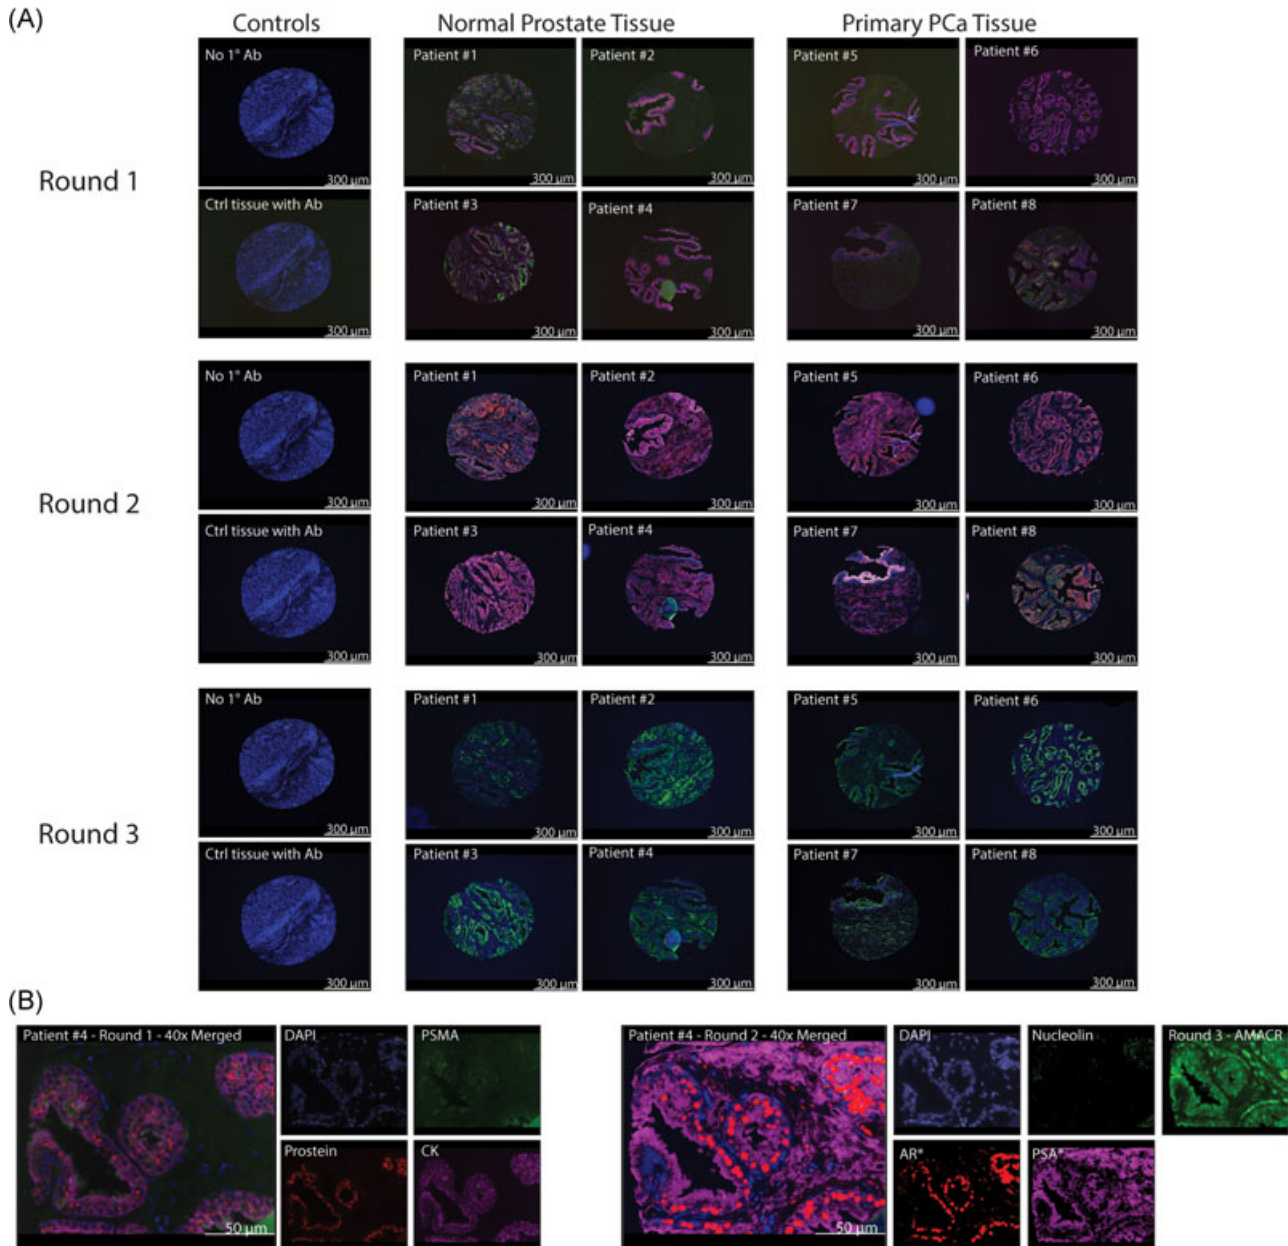 (A)
Controls Normal Prostate Tissue Primary PCa Tissue
Round 1
No 1° Ab Patient #1 Patient #2 Patient #5 Patient #6
300 µm 300 µm 300 µm 300 µm 300 µm
Ctrl tissue with Ab Patient #3 Patient #4 Patient #7 Patient #8
300 µm 300 µm 300 µm 300 µm 300 µm
Round 2
No 1° Ab Patient #1 Patient #2 Patient #5 Patient #6
300 µm 300 µm 300 µm 300 µm 300 µm
Ctrl tissue with Ab Patient #3 Patient #4 Patient #7 Patient #8
300 µm 300 µm 300 µm 300 µm 300 µm
Round 3
No 1° Ab Patient #1 Patient #2 Patient #5 Patient #6
300 µm 300 µm 300 µm 300 µm 300 µm
Ctrl tissue with Ab Patient #3 Patient #4 Patient #7 Patient #8
300 µm 300 µm 300 µm 300 µm 300 µm
(B)
Patient #4 - Round 1 - 40x Merged DAPI PSMA Patient #4 - Round 2 - 40x Merged DAPI Nucleolin Round 3 - AMACR
Prostein CK AR* PSA*
50 µm 50 µm